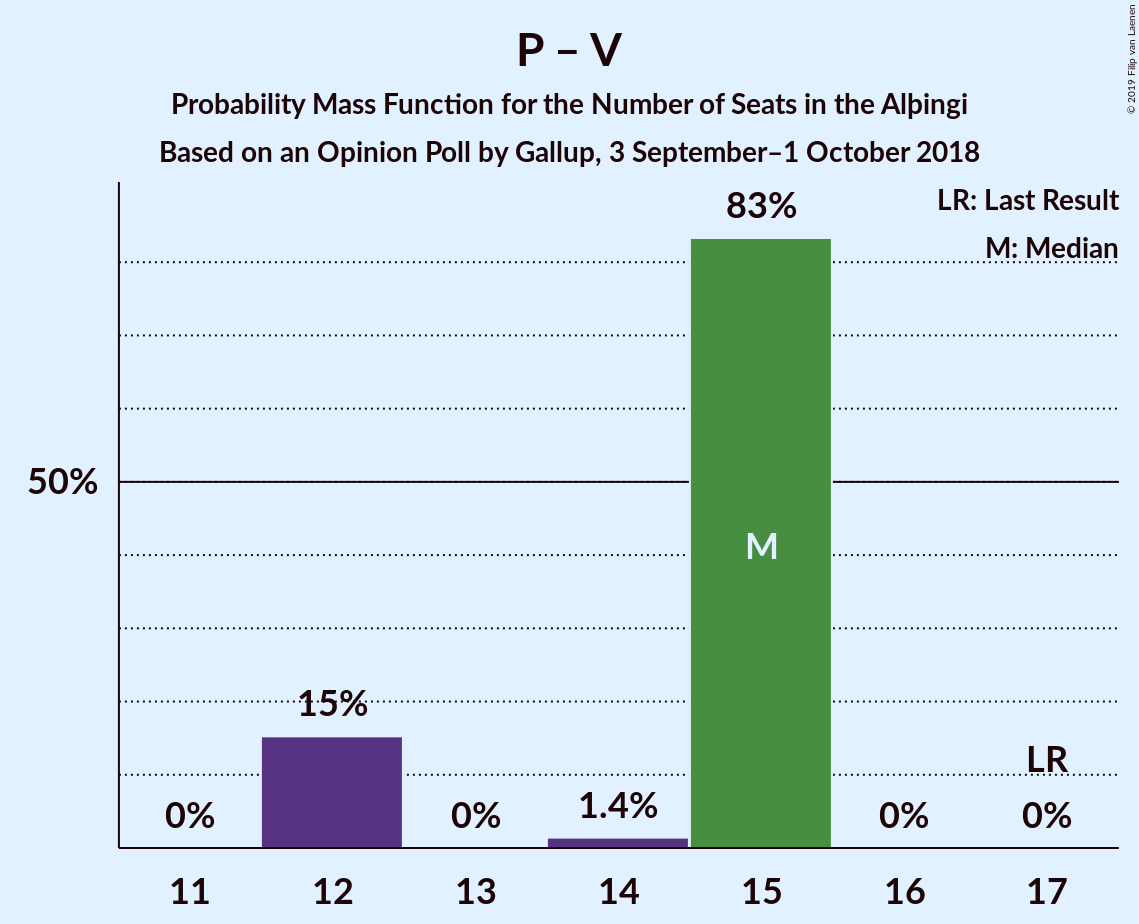 P – V
Probability Mass Function for the Number of Seats in the Alþingi
Based on an Opinion Poll by Gallup, 3 September–1 October 2018
© 2019 Filip van Laenen
LR: Last Result
M: Median
83%
50%
M
15%
LR
0%
0%
1.4%
0%
0%
11
12
13
14
15
16
17